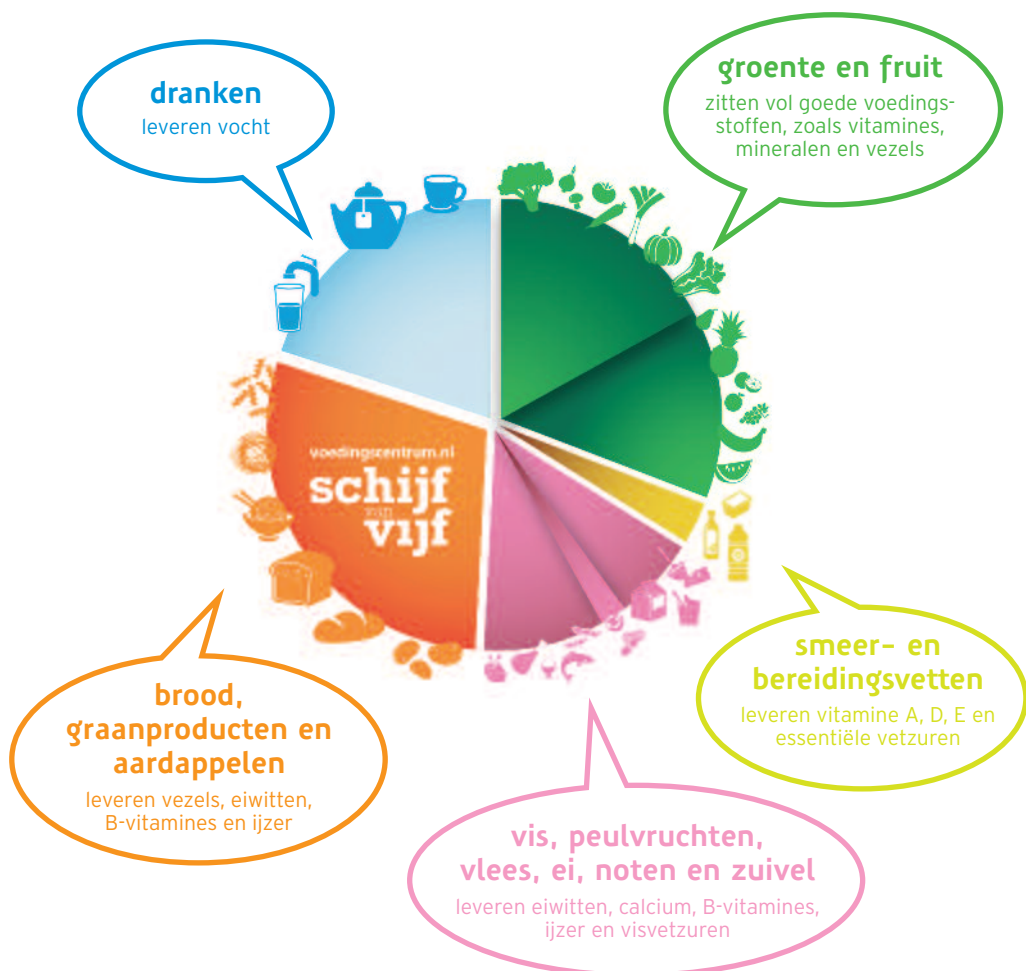 dranken
leveren vocht
groente en fruit
zitten vol goede voedings-
stoffen, zoals vitamines,
mineralen en vezels
voedingscentrum.nl
schijf
van
vijf
smeer- en
bereidingsvetten
leveren vitamine A, D, E en
essentiële vetzuren
brood,
graanproducten en
aardappelen
leveren vezels, eiwitten,
B-vitamines en ijzer
vis, peulvruchten,
vlees, ei, noten en zuivel
leveren eiwitten, calcium, B-vitamines,
ijzer en visvetzuren